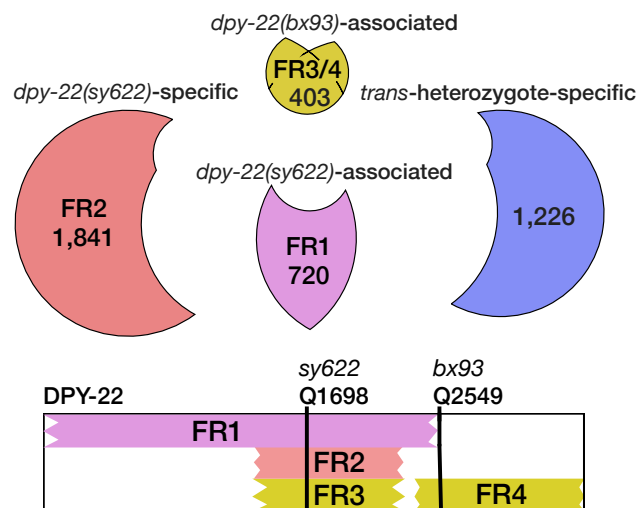 dpy-22(bx93)-associated
FR3/4
403
dpy-22(sy622)-specific
trans-heterozygote-specific
dpy-22(sy622)-associated
FR2
1,841
1,226
FR1
720
sy622
bx93
DPY-22
Q1698
Q2549
FR1
FR2
FR3
FR4